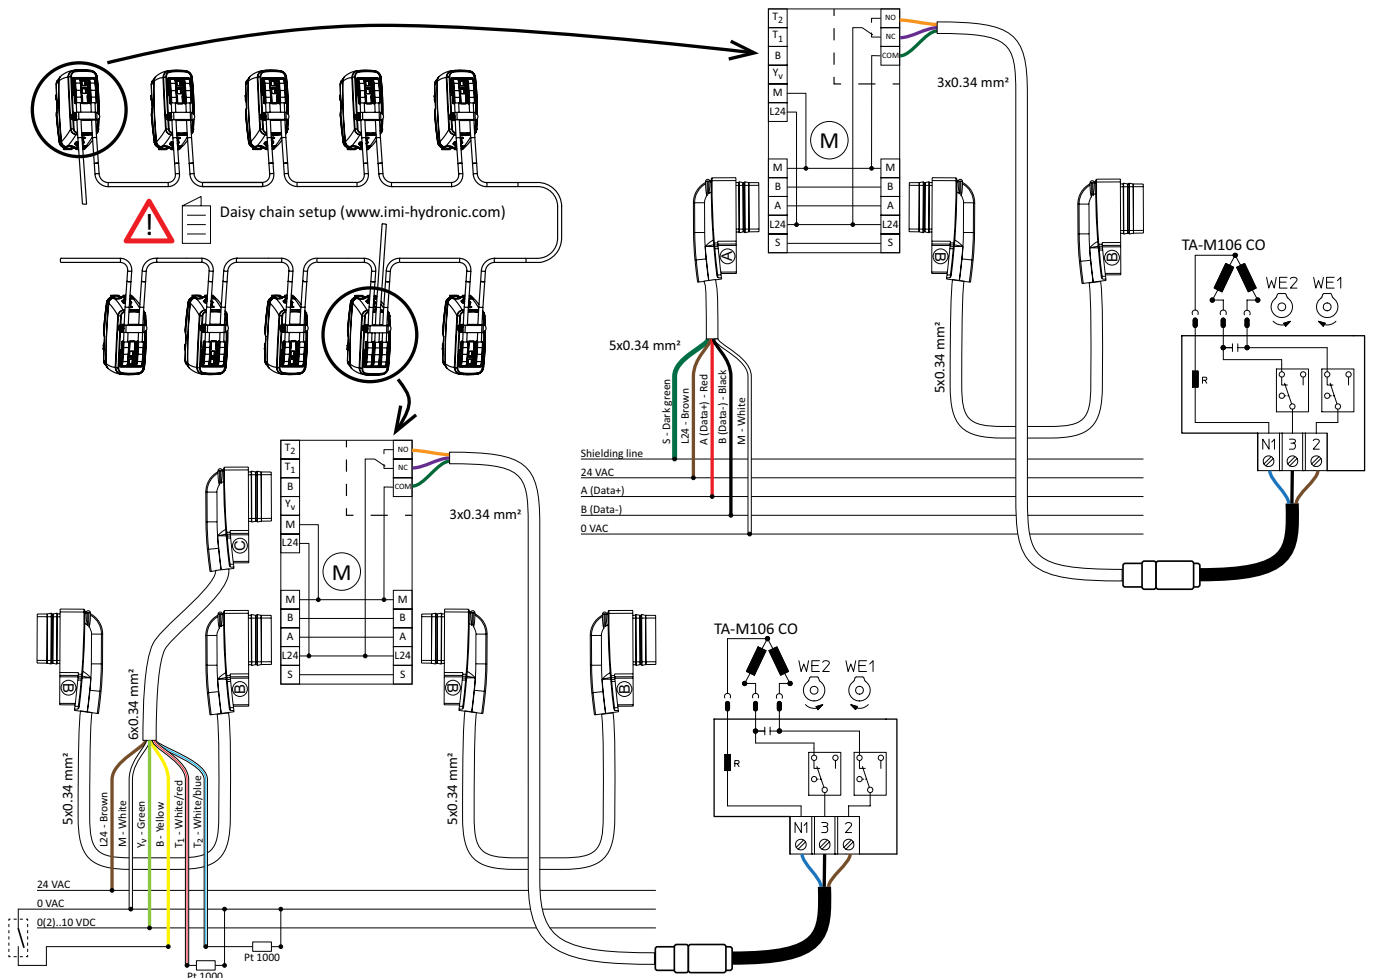 T2
T1
B
Yv
M
L24
NO
NC
COM
M
M
B
A
L24
S
M
B
A
L24
S
3x0.34 mm²
Daisy chain setup (www.imi-hydronic.com)
A
B
B
5x0.34 mm²
5x0.34 mm²
S - Dark green
L24 - Brown
A (Data+) - Red
B (Data-) - Black
M - White
Shielding line
24 VAC
A (Data+)
B (Data-)
0 VAC
TA-M106 CO
WE2 WE1
R
N1 3 2
T2
T1
B
Yv
M
L24
NO
NC
COM
M
M
B
A
L24
S
M
B
A
L24
S
3x0.34 mm²
C
B
B
B
B
6x0.34 mm²
5x0.34 mm²
5x0.34 mm²
L24 - Brown
M - White
Yv - Green
B - Yellow
T1 - White/red
T2 - White/blue
24 VAC
0 VAC
0(2)..10 VDC
Pt 1000
Pt 1000
TA-M106 CO
WE2 WE1
R
N1 3 2